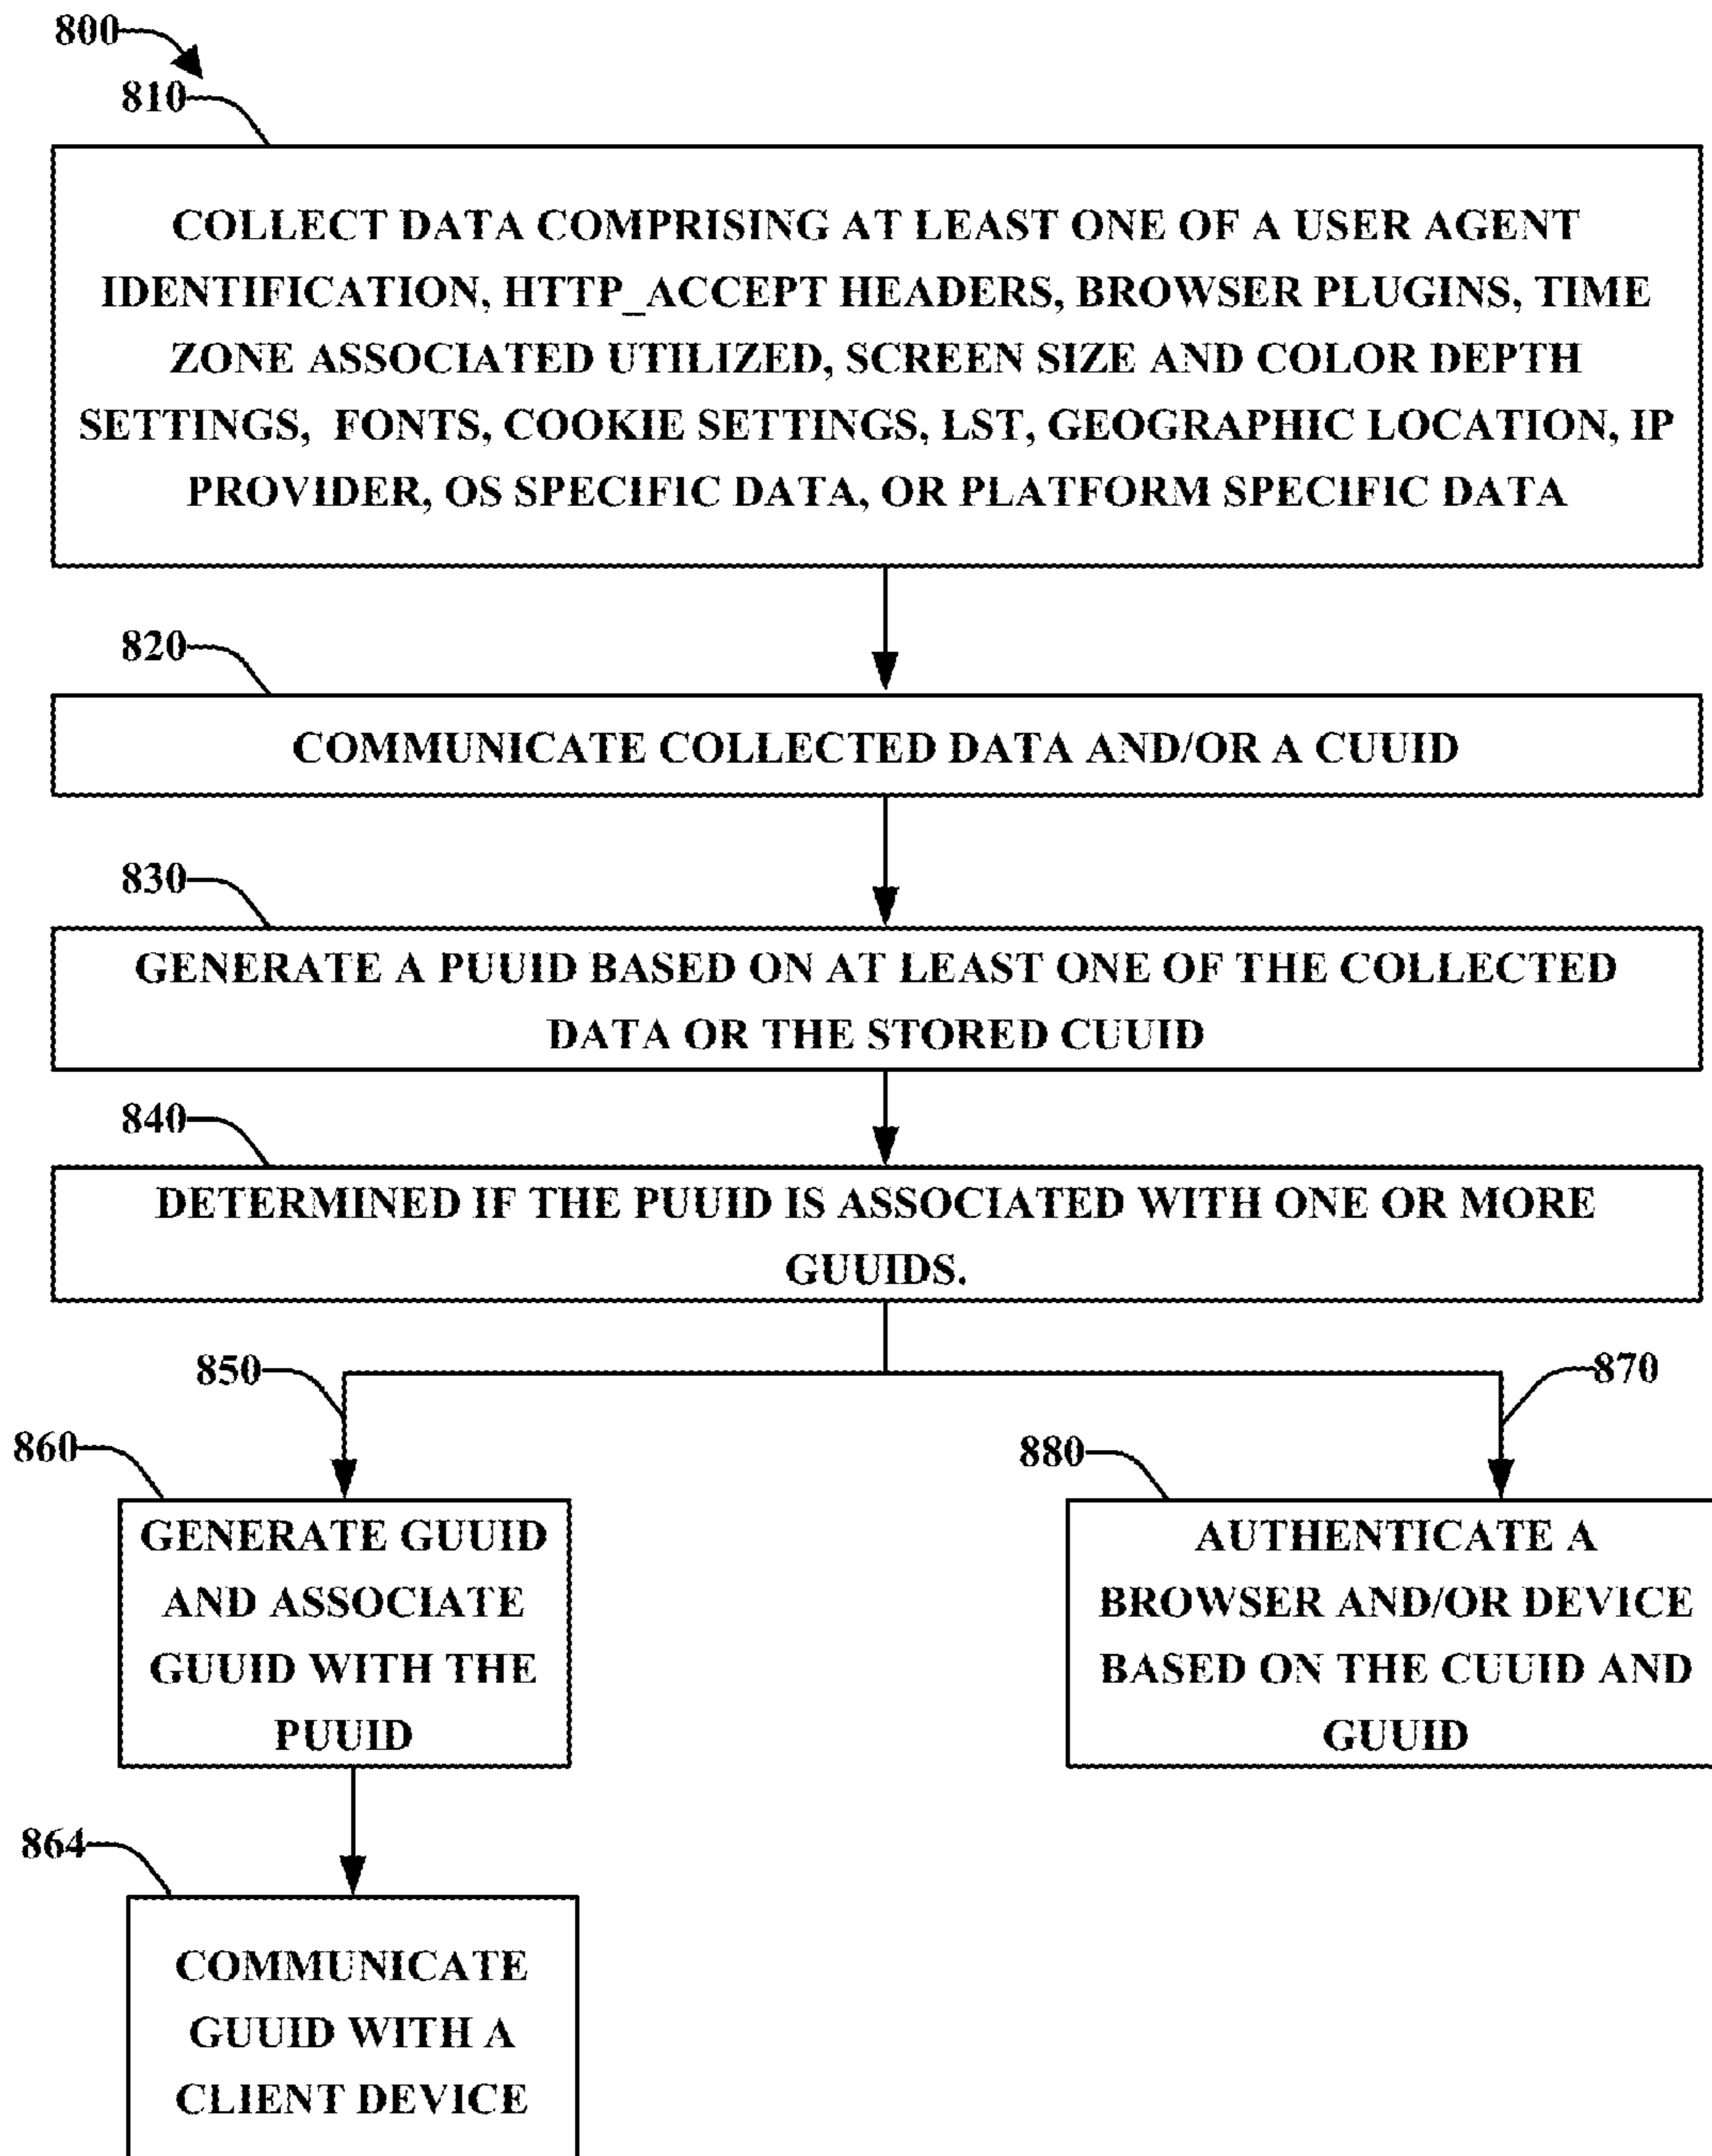 800
810
COLLECT DATA COMPRISING AT LEAST ONE OF A USER AGENT
IDENTIFICATION, HTTP_ACCEPT HEADERS, BROWSER PLUGINS, TIME
ZONE ASSOCIATED UTILIZED, SCREEN SIZE AND COLOR DEPTH
SETTINGS, FONTS, COOKIE SETTINGS, LST, GEOGRAPHIC LOCATION, IP
PROVIDER, OS SPECIFIC DATA, OR PLATFORM SPECIFIC DATA
820
COMMUNICATE COLLECTED DATA AND/OR A CUUID
830
GENERATE A PUUID BASED ON AT LEAST ONE OF THE COLLECTED
DATA OR THE STORED CUUID
840
DETERMINED IF THE PUUID IS ASSOCIATED WITH ONE OR MORE
GUUIDS.
850
870
860
GENERATE GUUID
AND ASSOCIATE
GUUID WITH THE
PUUID
880
AUTHENTICATE A
BROWSER AND/OR DEVICE
BASED ON THE CUUID AND
GUUID
864
COMMUNICATE
GUUID WITH A
CLIENT DEVICE